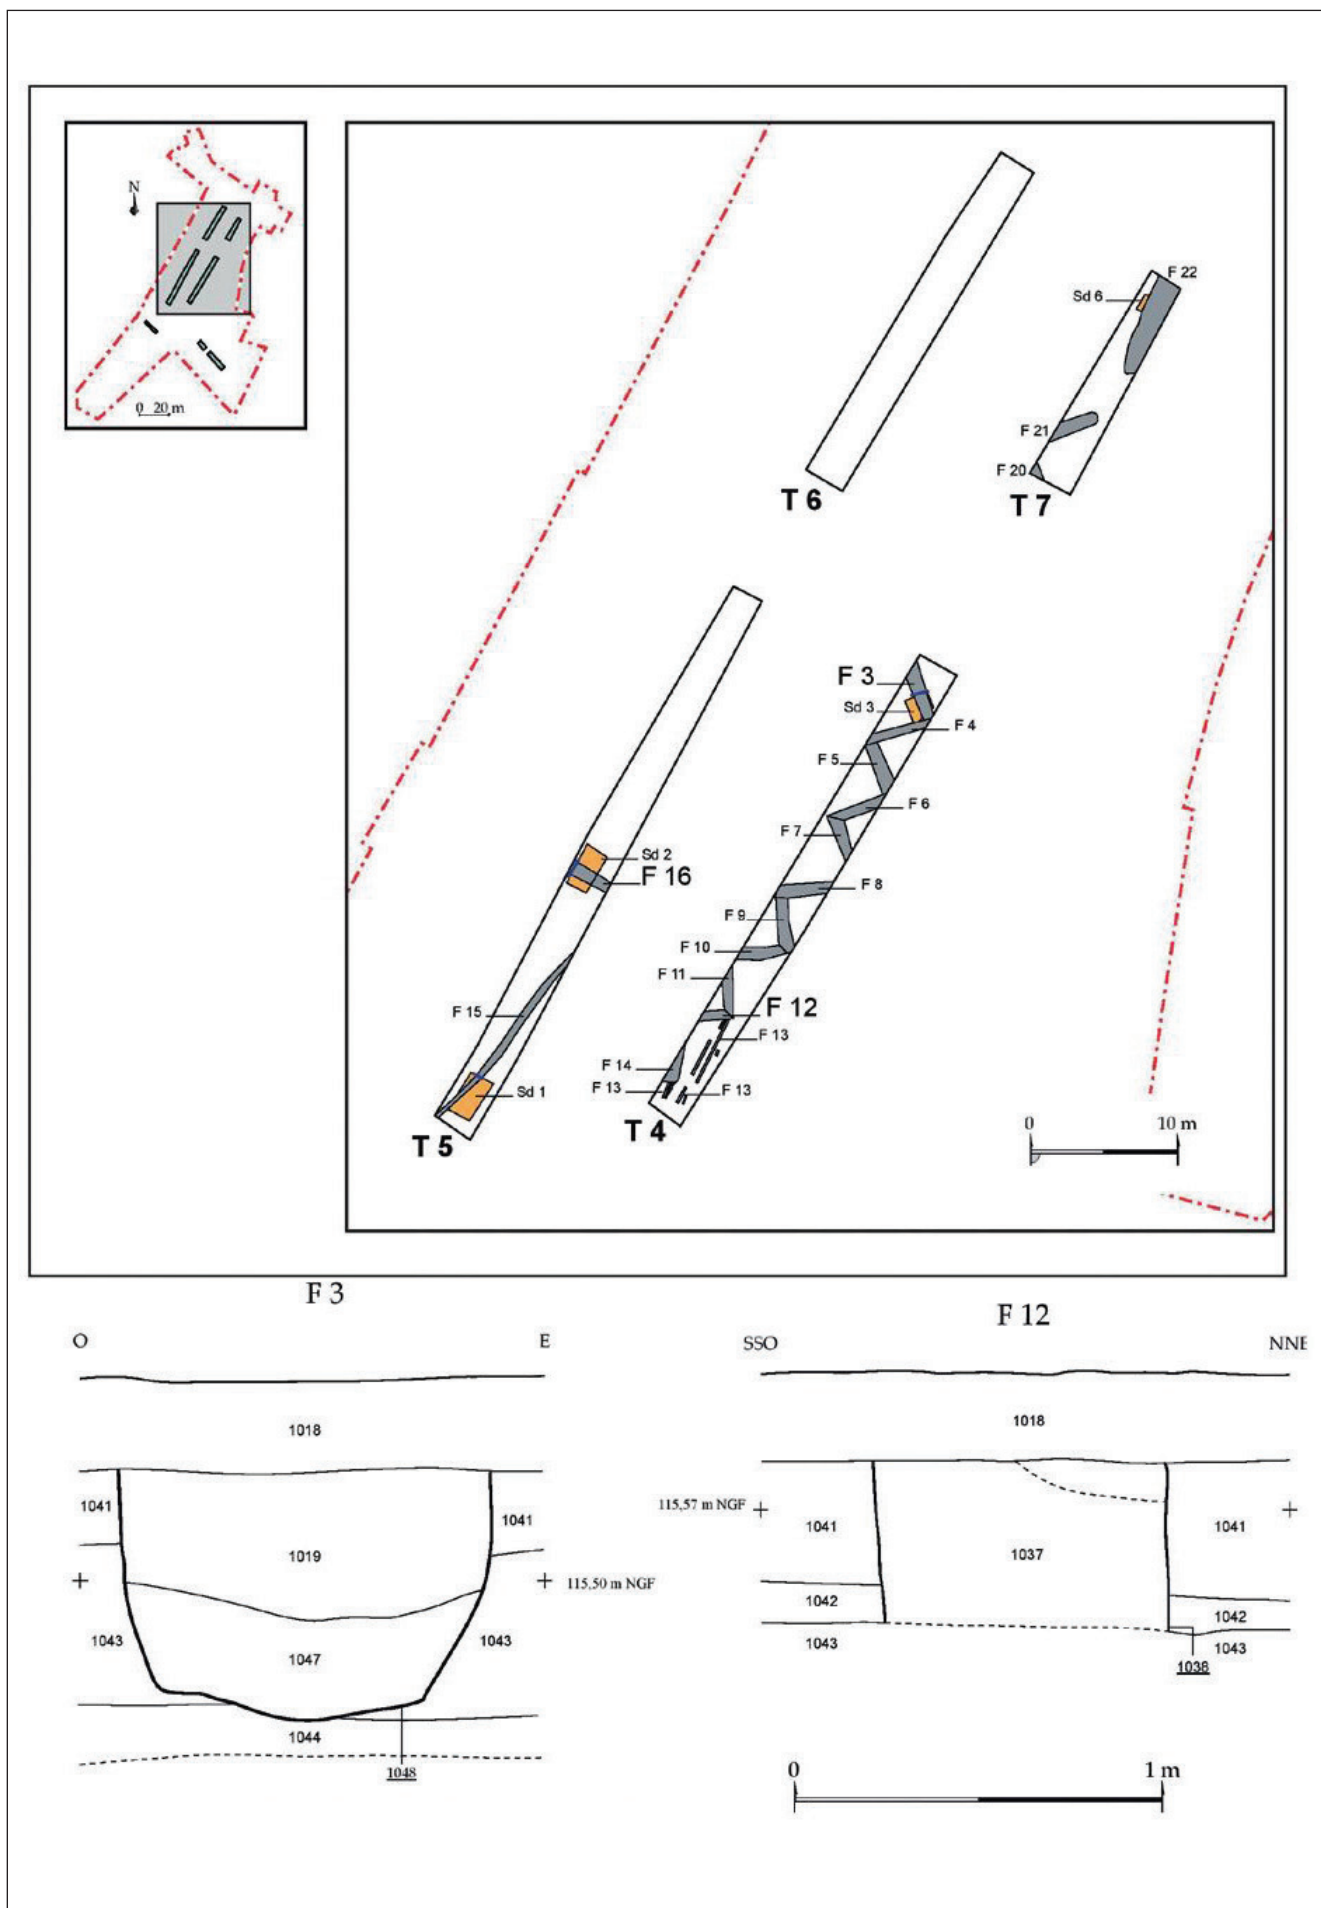 N
0 20 m
F 22
Sd 6
F 21
F 20
T 6
T 7
F 3
Sd 3
F 4
F 5
F 6
F 7
Sd 2
F 16
F 8
F 9
F 10
F 11
F 12
F 15
F 13
F 14
F 13
F 13
Sd 1
T 5
T 4
0 10 m
F 3
F 12
O E
SSO NNE
1018
1018
1041
1041
1019
115,50 m NGF
1043
1043
1047
1044
1048
115,57 m NGF
1041
1041
1037
1042
1042
1043
1043
1038
0 1 m